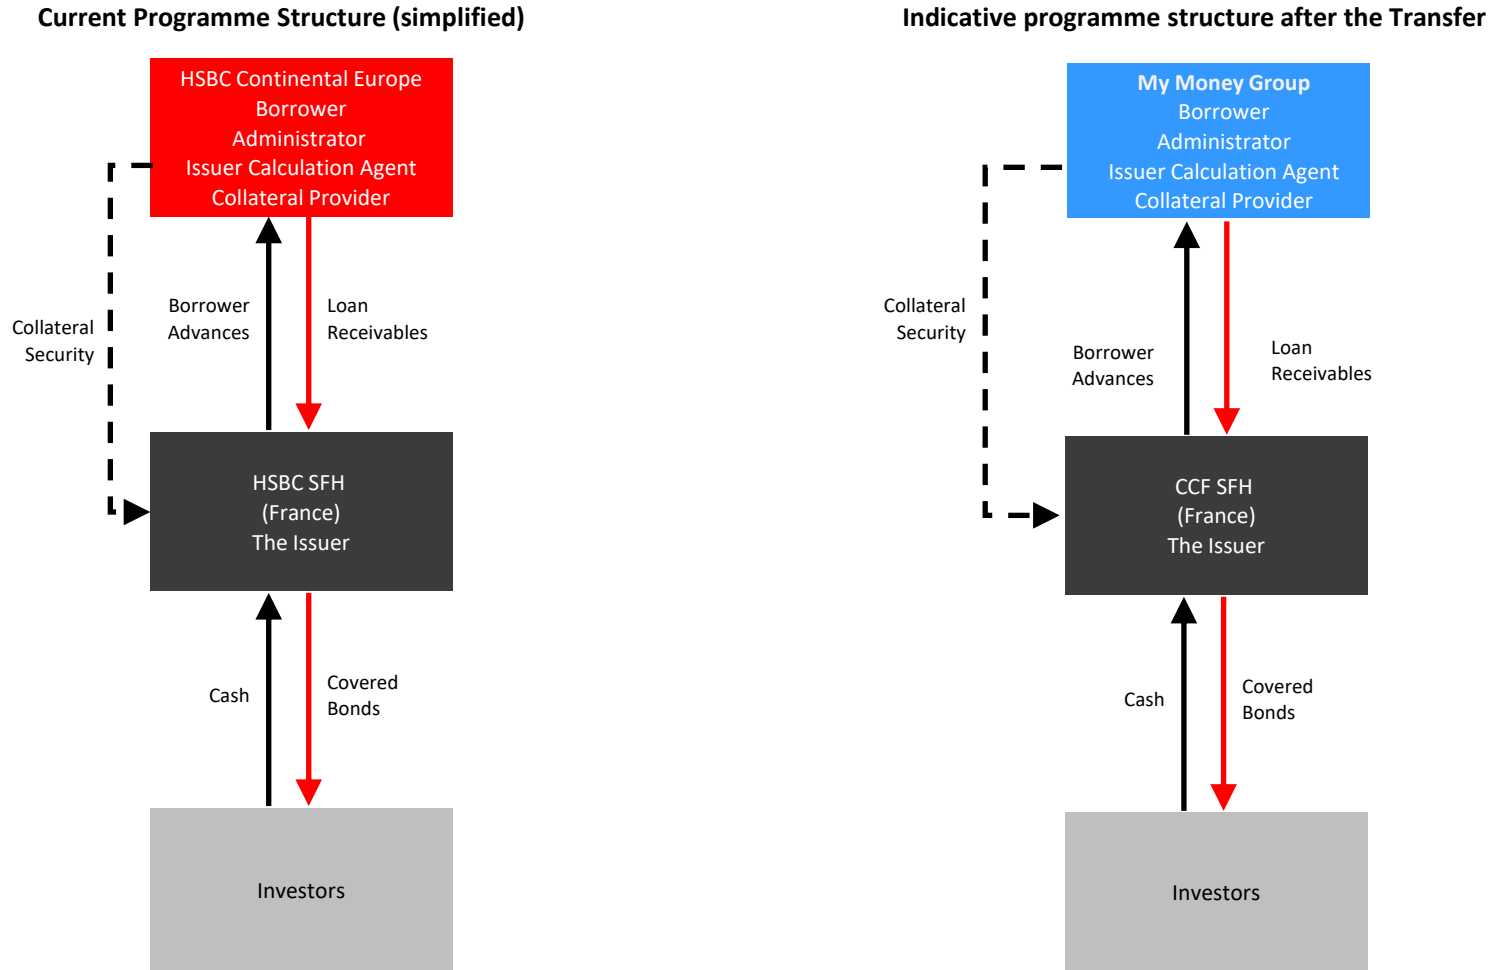 Current Programme Structure (simplified)
HSBC Continental Europe
Borrower
Administrator
Issuer Calculation Agent
Collateral Provider
Collateral
Security
Borrower
Advances
Loan
Receivables
HSBC SFH
(France)
The Issuer
Cash
Covered
Bonds
Investors
Indicative programme structure after the Transfer
My Money Group
Borrower
Administrator
Issuer Calculation Agent
Collateral Provider
Collateral
Security
Borrower
Advances
Loan
Receivables
CCF SFH
(France)
The Issuer
Cash
Covered
Bonds
Investors